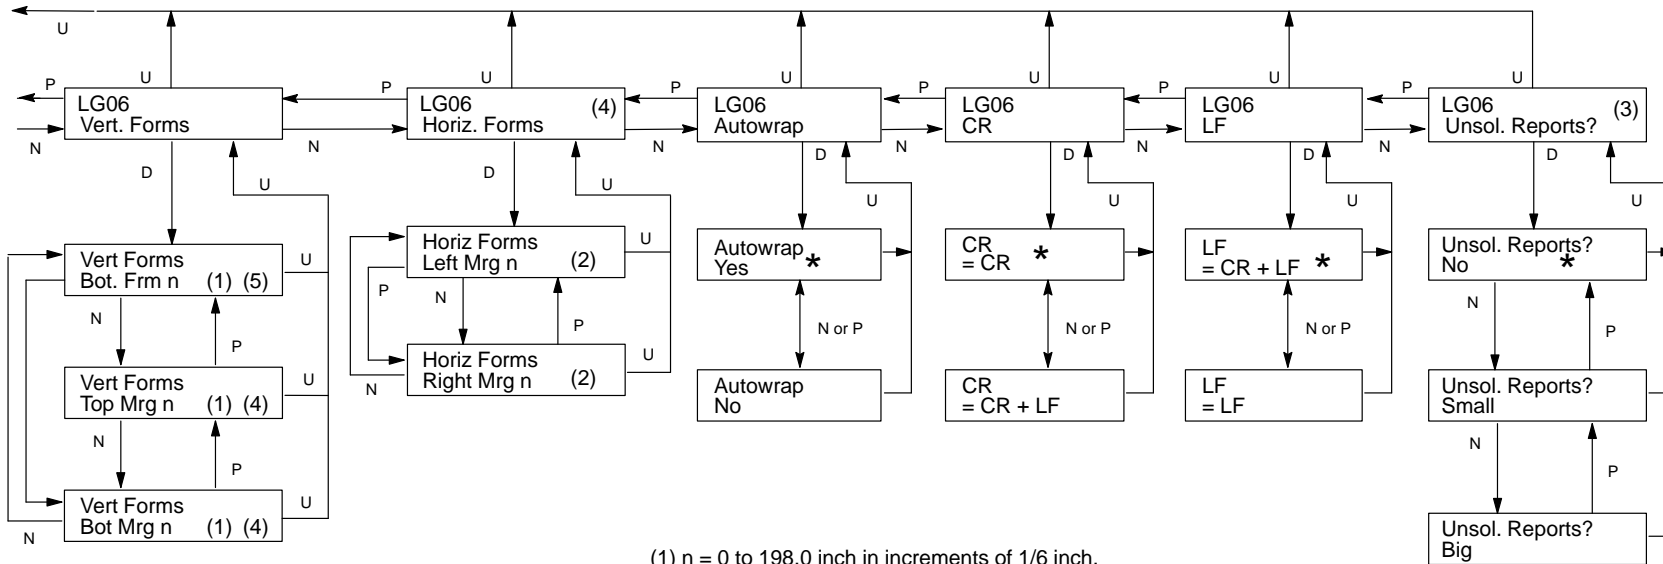 U
U
U
U
U
U
U
P
P
P
P
P
P
LG06
Vert. Forms
LG06 (4)
Horiz. Forms
LG06
Autowrap
LG06
CR
LG06
LF
LG06 (3)
Unsol. Reports?
N
N
N
N
N
N
D
D
D
D
D
D
U
U
U
U
U
U
Vert Forms
Bot. Frm n (1) (5)
U
Horiz Forms
Left Mrg n (2)
U
Autowrap
Yes *
CR
= CR *
LF
= CR + LF *
Unsol. Reports?
No *
P
N
N
P
N
P
N or P
N or P
N or P
N
P
Horiz Forms
Right Mrg n (2)
U
N
Vert Forms
Top Mrg n (1) (4)
U
Autowrap
No
CR
= CR + LF
LF
= LF
Unsol. Reports?
Small
N
P
N
P
Vert Forms
Bot Mrg n (1) (4)
U
N
Unsol. Reports?
Big
(1) n = 0 to 198.0 inch in increments of 1/6 inch.